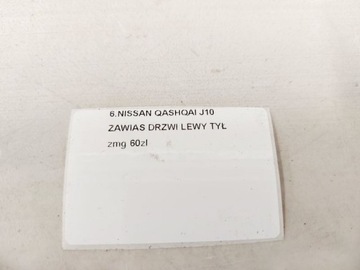 6.NISSAN QASHQAI J10
ZAWIAS DRZWI LEWY TYŁ
zmg 60zl